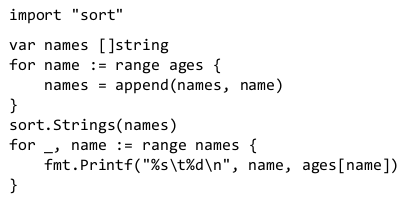 import "sort"
var names []string
for name := range ages {
    names = append(names, name)
}
sort.Strings(names)
for _, name := range names {
    fmt.Printf("%s\t%d\n", name, ages[name])
}